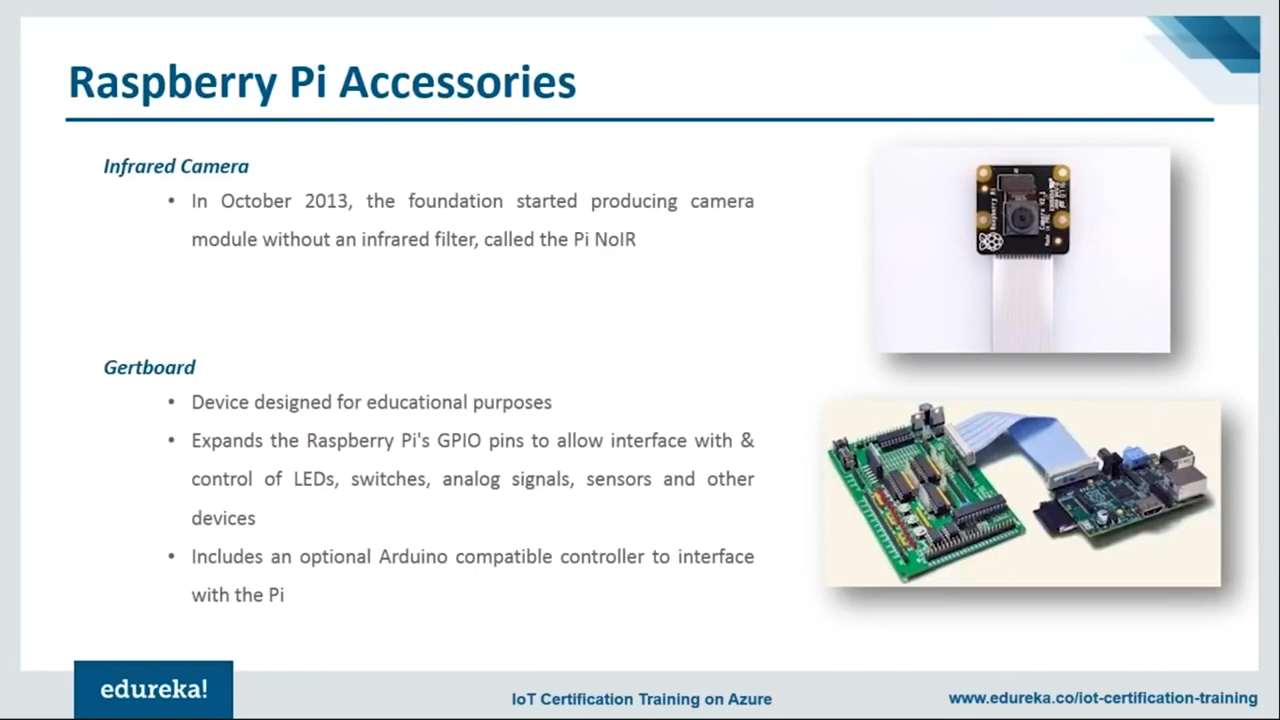 Raspberry Pi Accessories
Infrared Camera
• In October 2013, the foundation started producing camera
module without an infrared filter, called the Pi NoIR
Gertboard
• Device designed for educational purposes
• Expands the Raspberry Pi's GPIO pins to allow interface with &
control of LEDs, switches, analog signals, sensors and other
devices
• Includes an optional Arduino compatible controller to interface
with the Pi
edureka!
IoT Certification Training on Azure
www.edureka.co/iot-certification-training